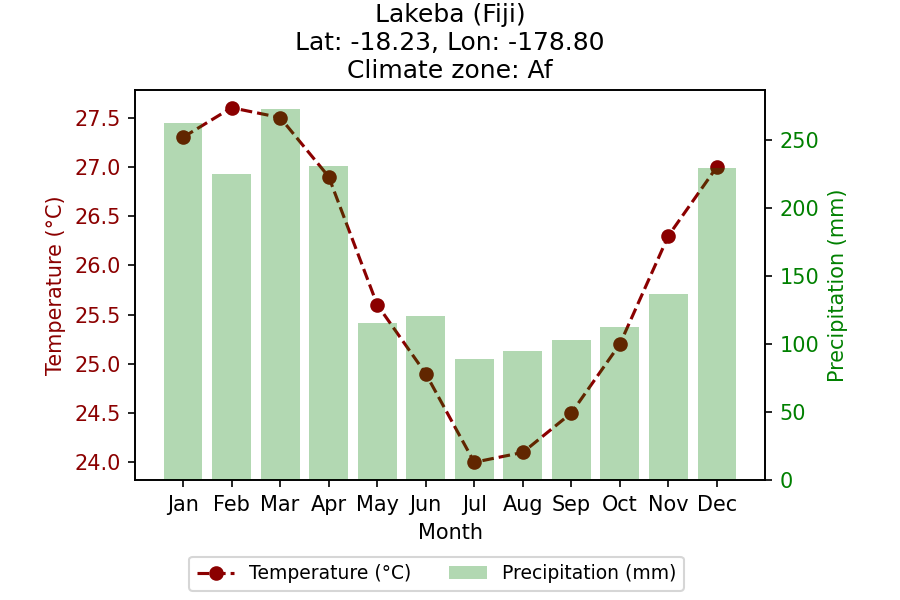 Lakeba (Fiji)
Lat: -18.23, Lon: -178.80
Climate zone: Af
Temperature (°C)
27.5
27.0
26.5
26.0
25.5
25.0
24.5
24.0
250
200
150
100
50
0
Precipitation (mm)
Jan Feb Mar Apr May Jun Jul Aug Sep Oct Nov Dec
Month
Temperature (°C) Precipitation (mm)